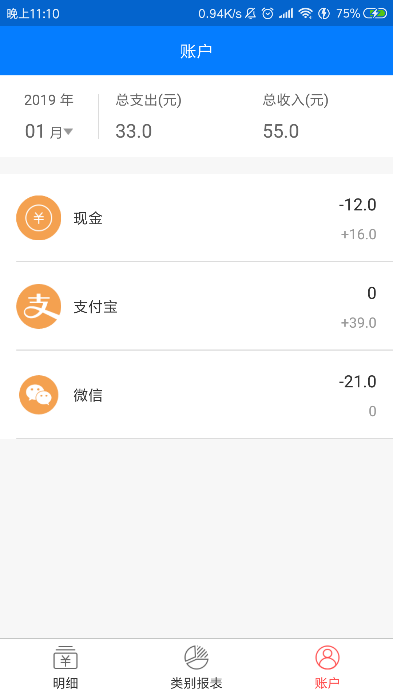 晚上11:10 0.94K/s 75%
账户
2019 年 总支出(元) 总收入(元)
01 月 33.0 55.0
-12.0
现金
+16.0
0
支付宝
+39.0
-21.0
微信
0
明细 类别报表 账户